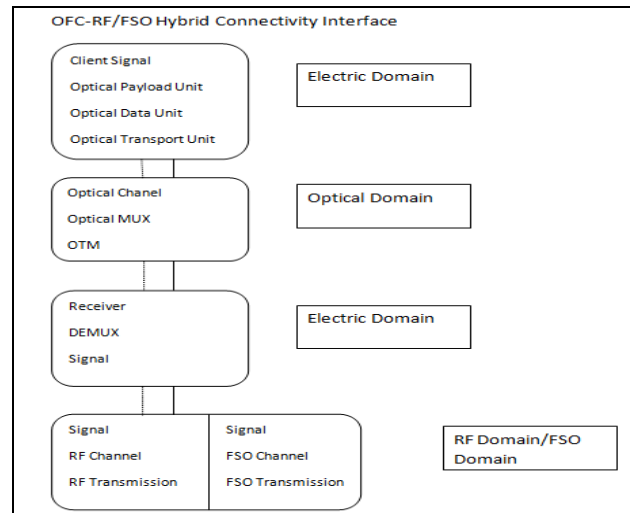 OFC-RF/FSO Hybrid Connectivity Interface
Client Signal
Optical Payload Unit
Optical Data Unit
Optical Transport Unit
Electric Domain
Optical Chanel
Optical MUX
OTM
Optical Domain
Receiver
DEMUX
Signal
Electric Domain
Signal
RF Channel
RF Transmission
Signal
FSO Channel
FSO Transmission
RF Domain/FSO
Domain